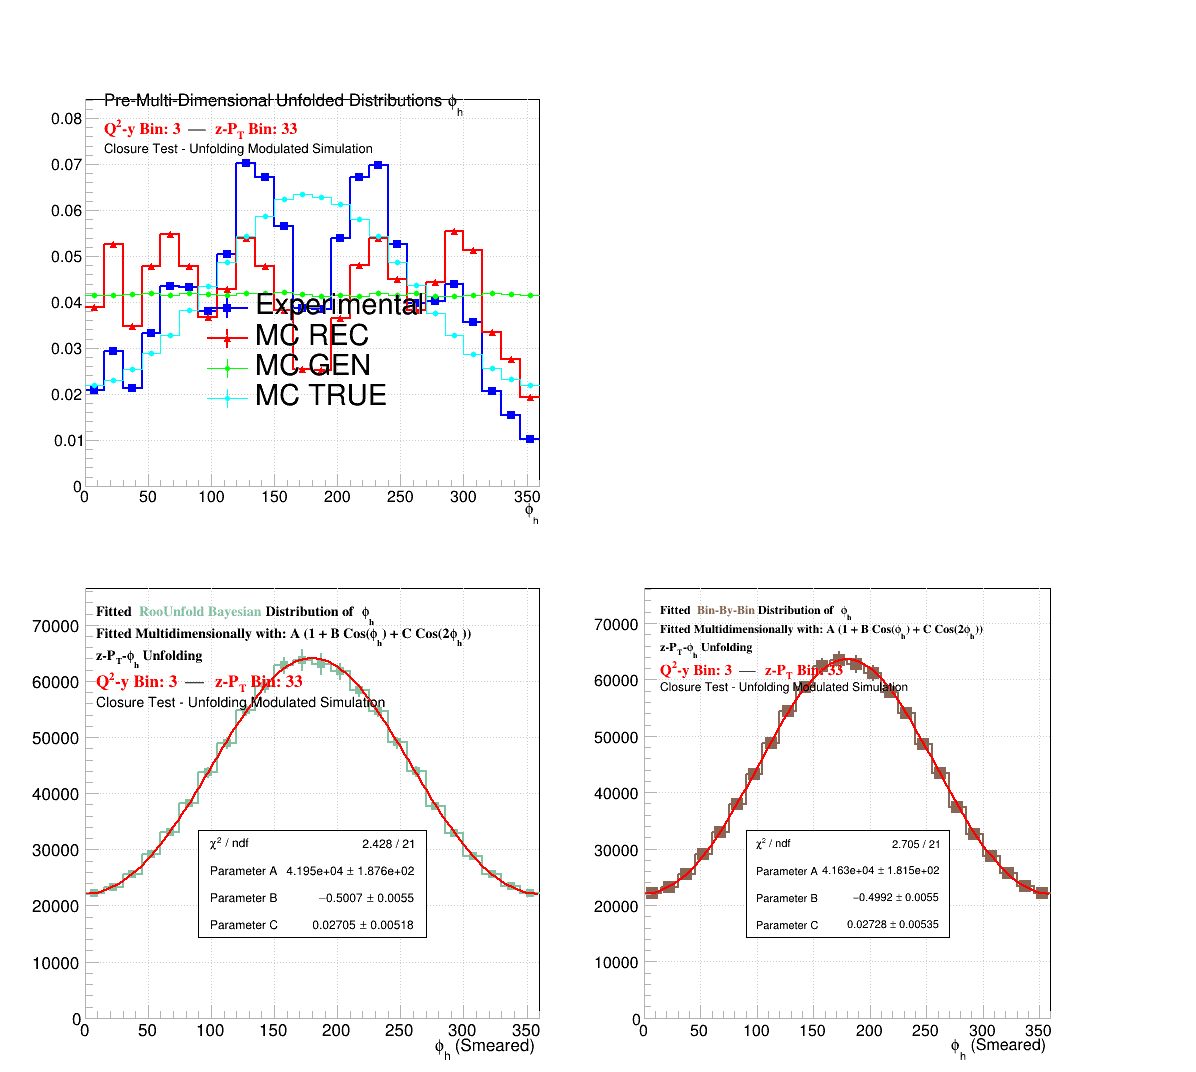 Pre-Multi-Dimensional Unfolded Distributions ϕh
Q²-y Bin: 3 — z-PT Bin: 33
Closure Test - Unfolding Modulated Simulation
0.08
0.07
0.06
0.05
0.04
0.03
0.02
0.01
0
Experimental
MC REC
MC GEN
MC TRUE
0 50 100 150 200 250 300 350
ϕh
Fitted RooUnfold Bayesian Distribution of ϕh
Fitted Multidimensionally with: A (1 + B Cos(ϕh) + C Cos(2ϕh))
z-PT-ϕh Unfolding
Q²-y Bin: 3 — z-PT Bin: 33
Closure Test - Unfolding Modulated Simulation
70000
60000
50000
40000
30000
20000
10000
0
χ² / ndf 2.428 / 21
Parameter A 4.195e+04 ± 1.876e+02
Parameter B −0.5007 ± 0.0055
Parameter C 0.02705 ± 0.00518
0 50 100 150 200 250 300 350
ϕh (Smeared)
Fitted Bin-By-Bin Distribution of ϕh
Fitted Multidimensionally with: A (1 + B Cos(ϕh) + C Cos(2ϕh))
z-PT-ϕh Unfolding
Q²-y Bin: 3 — z-PT Bin: 33
Closure Test - Unfolding Modulated Simulation
70000
60000
50000
40000
30000
20000
10000
0
χ² / ndf 2.705 / 21
Parameter A 4.163e+04 ± 1.815e+02
Parameter B −0.4992 ± 0.0055
Parameter C 0.02728 ± 0.00535
0 50 100 150 200 250 300 350
ϕh (Smeared)